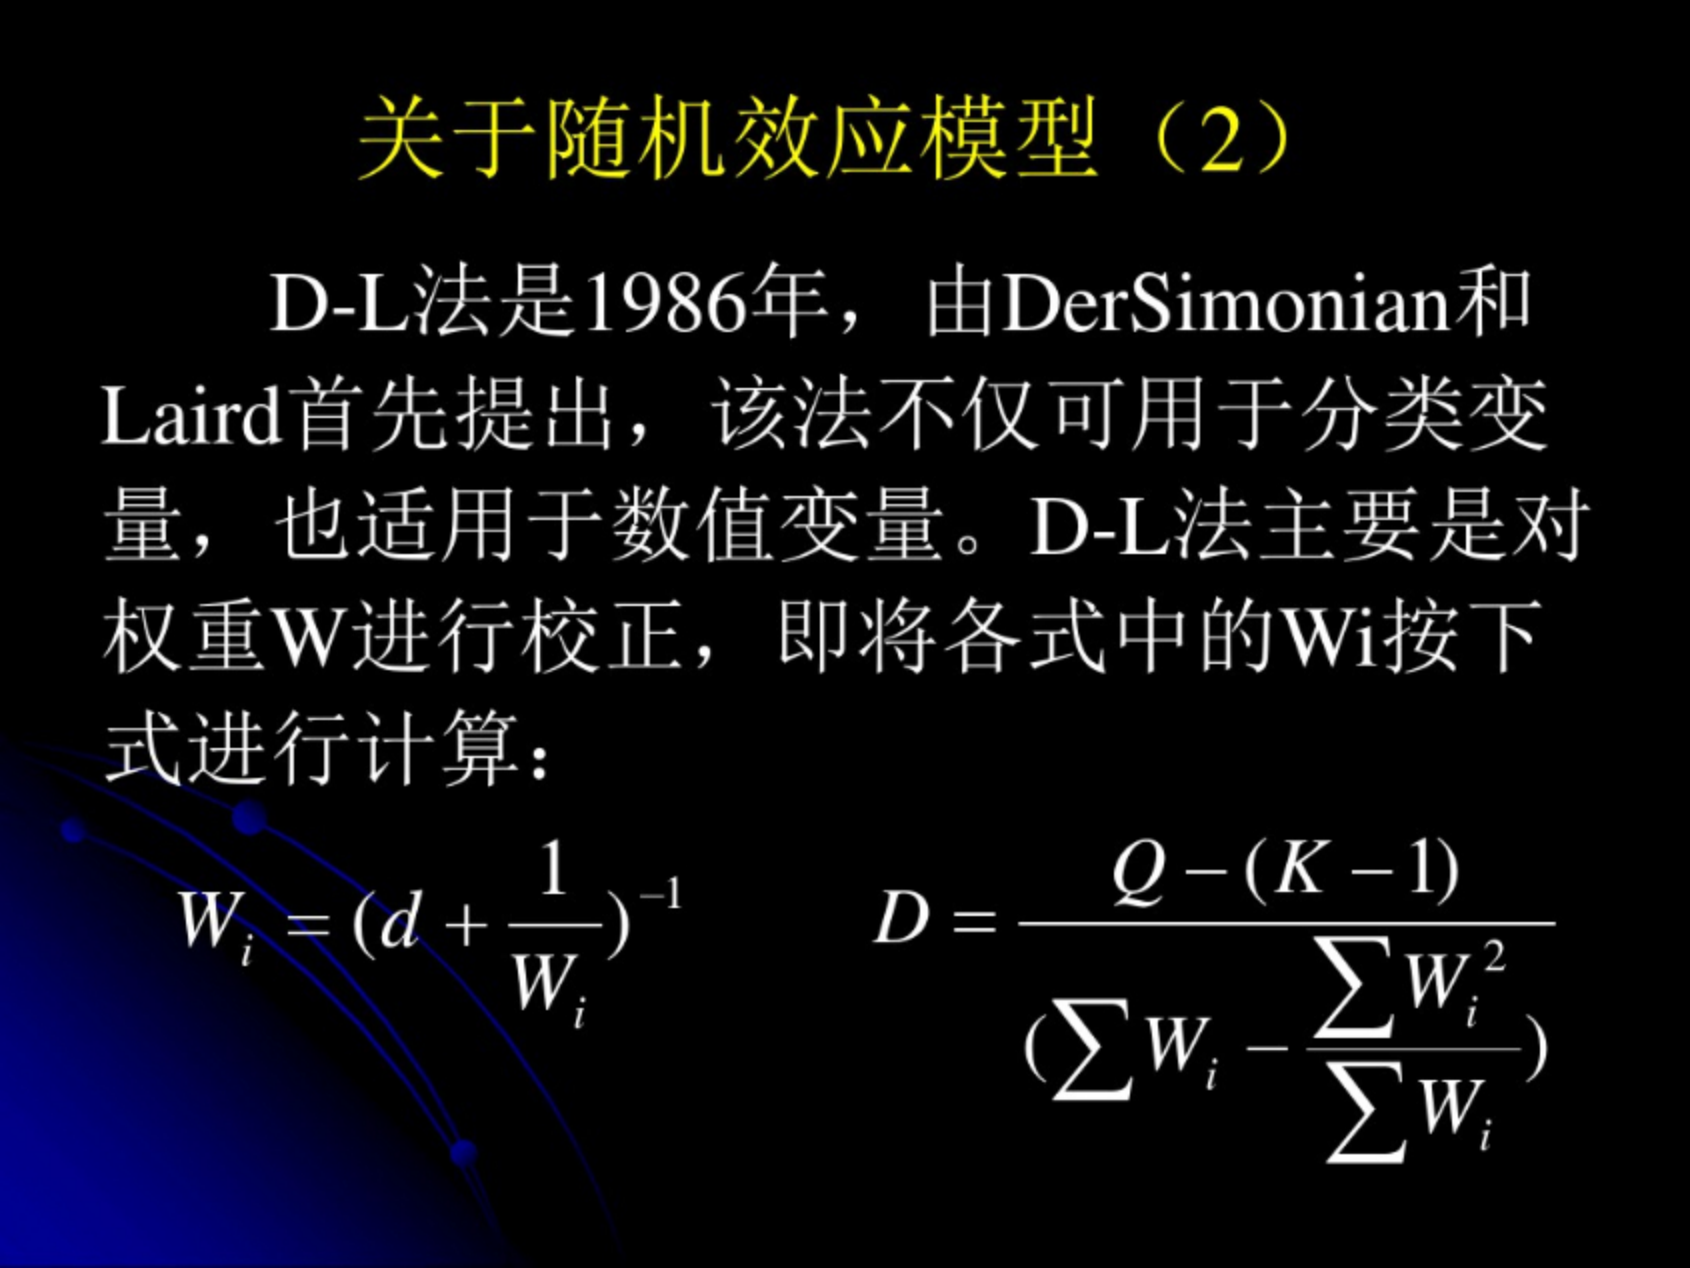 关于随机效应模型（2）
D-L法是1986年，由DerSimonian和
Laird首先提出，该法不仅可用于分类变
量，也适用于数值变量。D-L法主要是对
权重W进行校正，即将各式中的Wi按下
式进行计算：
W_i = (d + \frac{1}{W_i})^{-1}
D = \frac{Q - (K - 1)}{(\sum W_i - \frac{\sum W_i^2}{\sum W_i})}